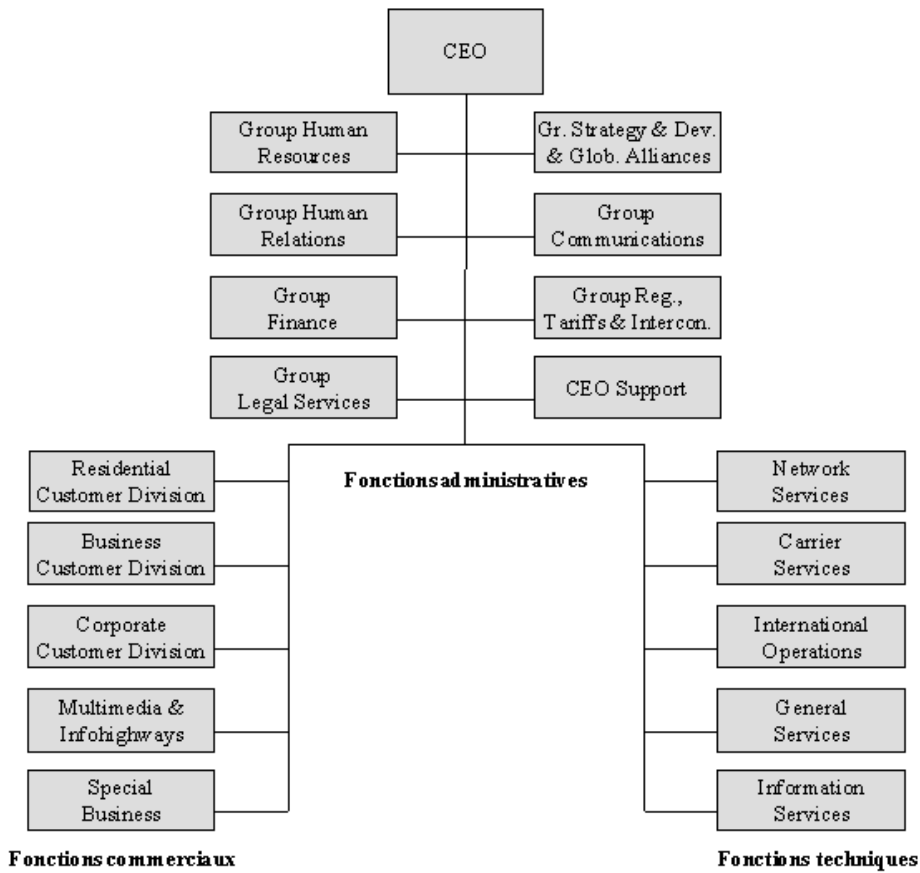 CEO
Group Human
Resources
Gr. Strategy & Dev.
& Glob. Alliances
Group Human
Relations
Group
Communications
Group
Finance
Group Reg.,
Tariffs & Intercon.
Group
Legal Services
CEO Support
Fonctions administratives
Residential
Customer Division
Business
Customer Division
Corporate
Customer Division
Multimedia &
Infohighways
Special
Business
Fonctions commerciaux
Network
Services
Carrier
Services
International
Operations
General
Services
Information
Services
Fonctions techniques